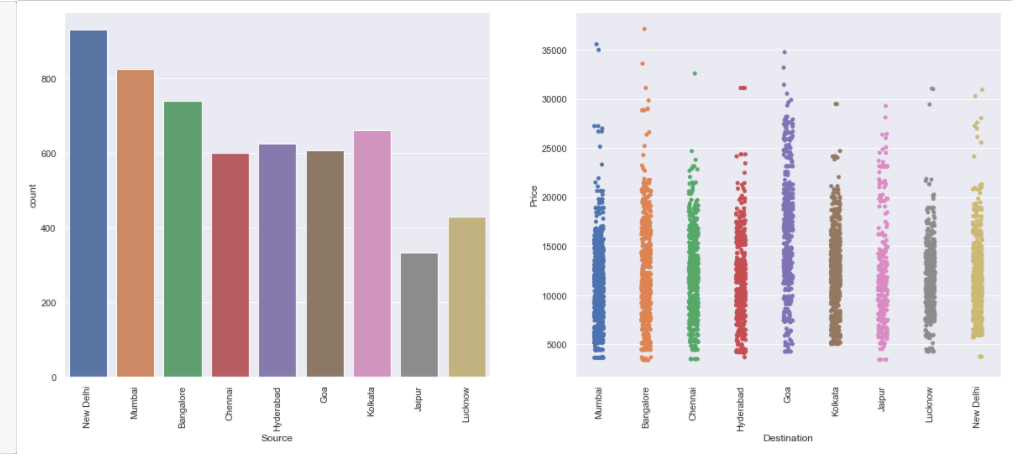 800
600
400
200
0
count
New Delhi
Mumbai
Bangalore
Chennai
Hyderabad
Goa
Kolkata
Jaipur
Lucknow
Source
35000
30000
25000
20000
15000
10000
5000
Price
Mumbai
Bangalore
Chennai
Hyderabad
Goa
Kolkata
Jaipur
Lucknow
New Delhi
Destination